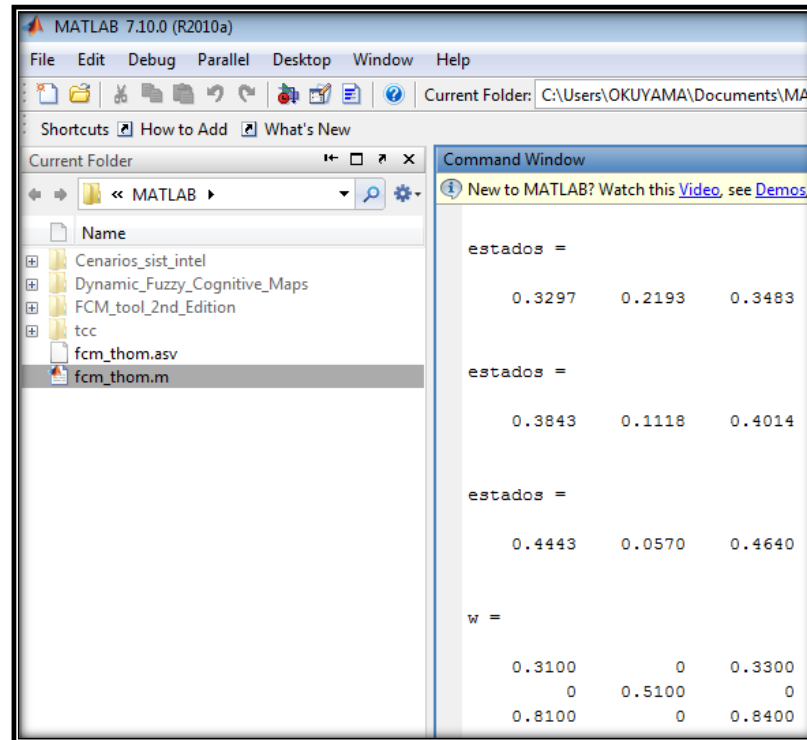 MATLAB 7.10.0 (R2010a)
File Edit Debug Parallel Desktop Window Help
Current Folder: C:\Users\OKUYAMA\Documents\MA
Shortcuts How to Add What's New
Current Folder
« MATLAB
Name
Cenarios_sist_intel
Dynamic_Fuzzy_Cognitive_Maps
FCM_tool_2nd_Edition
tcc
fcm_thom.asv
fcm_thom.m
Command Window
New to MATLAB? Watch this Video, see Demos,
estados =
0.3297 0.2193 0.3483
estados =
0.3843 0.1118 0.4014
estados =
0.4443 0.0570 0.4640
w =
0.3100 0 0.3300
0 0.5100 0
0.8100 0 0.8400